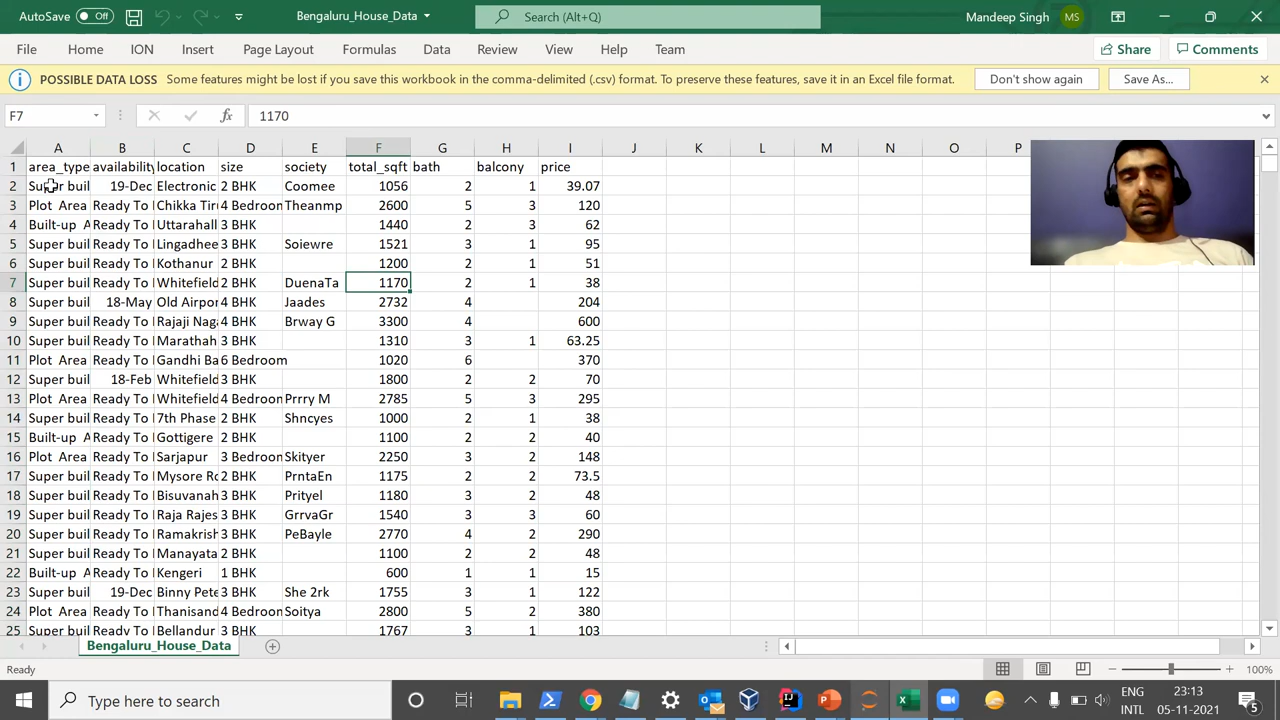 AutoSave Off Bengaluru_House_Data Search (Alt+Q) Mandeep Singh MS
File Home ION Insert Page Layout Formulas Data Review View Help Team Share Comments
POSSIBLE DATA LOSS Some features might be lost if you save this workbook in the comma-delimited (.csv) format. To preserve these features, save it in an Excel file format. Don't show again Save As...
F7 fx 1170
A B C D E F G H I J K L M N O P
1 area_type availability location size society total_sqft bath balcony price
2 Super buil 19-Dec Electronic 2 BHK Coomee 1056 2 1 39.07
3 Plot Area Ready To Chikka Tir 4 Bedroom Theanmp 2600 5 3 120
4 Built-up A Ready To Uttarahall 3 BHK 1440 2 3 62
5 Super buil Ready To Lingadhee 3 BHK Soiewre 1521 3 1 95
6 Super buil Ready To Kothanur 2 BHK 1200 2 1 51
7 Super buil Ready To Whitefield 2 BHK DuenaTa 1170 2 1 38
8 Super buil 18-May Old Airpor 4 BHK Jaades 2732 4 204
9 Super buil Ready To Rajaji Nag 4 BHK Brway G 3300 4 600
10 Super buil Ready To Marathah 3 BHK 1310 3 1 63.25
11 Plot Area Ready To Gandhi Ba 6 Bedroom 1020 6 370
12 Super buil 18-Feb Whitefield 3 BHK 1800 2 2 70
13 Plot Area Ready To Whitefield 4 Bedroom Prrry M 2785 5 3 295
14 Super buil Ready To 7th Phase 2 BHK Shncyes 1000 2 1 38
15 Built-up A Ready To Gottigere 2 BHK 1100 2 2 40
16 Plot Area Ready To Sarjapur 3 Bedroom Skityer 2250 3 2 148
17 Super buil Ready To Mysore Ro 2 BHK PrntaEn 1175 2 2 73.5
18 Super buil Ready To Bisuvanah 3 BHK Prityel 1180 3 2 48
19 Super buil Ready To Raja Rajes 3 BHK GrrvaGr 1540 3 3 60
20 Super buil Ready To Ramakrish 3 BHK PeBayle 2770 4 2 290
21 Super buil Ready To Manayata 2 BHK 1100 2 2 48
22 Built-up A Ready To Kengeri 1 BHK 600 1 1 15
23 Super buil 19-Dec Binny Pete 3 BHK She 2rk 1755 3 1 122
24 Plot Area Ready To Thanisand 4 Bedroom Soitya 2800 5 2 380
25 Super buil Ready To Bellandur 3 BHK 1767 3 1 103
Bengaluru_House_Data
Ready 100%
Type here to search ENG INTL 23:13 05-11-2021 5